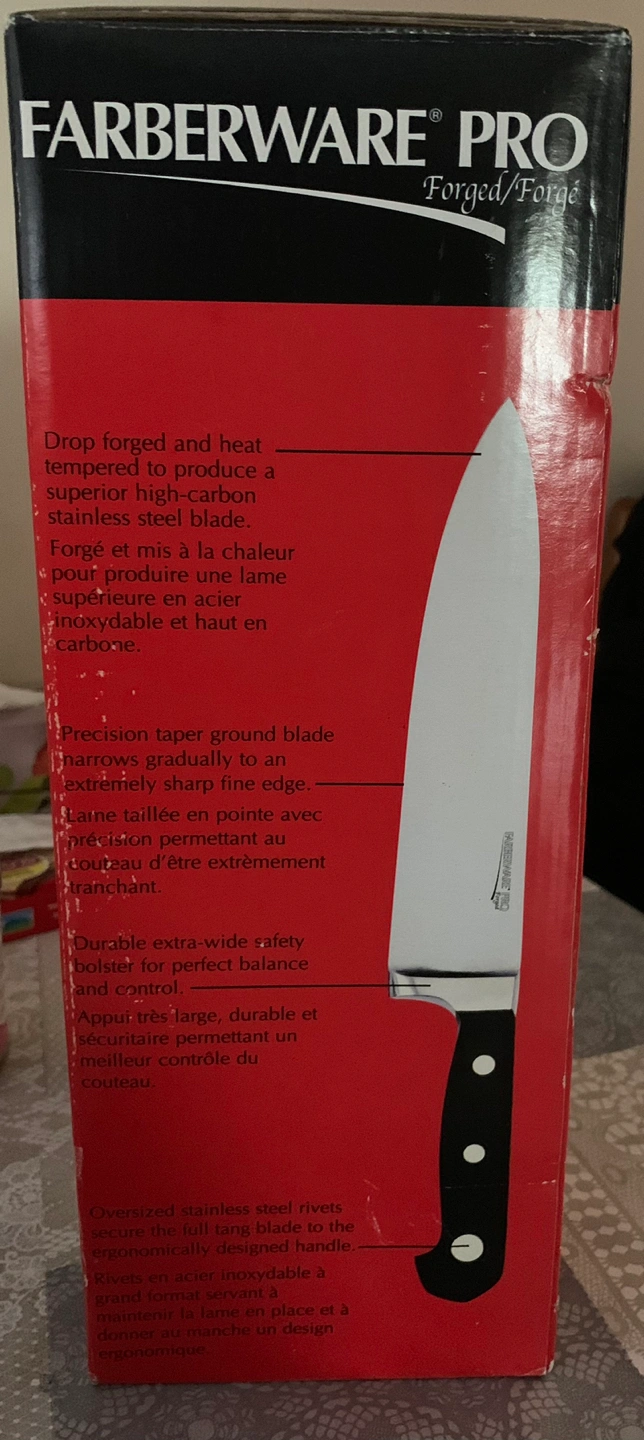 FARBERWARE® PRO
Forged/Forgé
Drop forged and heat
tempered to produce a
superior high-carbon
stainless steel blade.
Forgé et mis à la chaleur
pour produire une lame
supérieure en acier
inoxydable et haut en
carbone.
Precision taper ground blade
narrows gradually to an
extremely sharp fine edge.
Lame taillée en pointe avec
précision permettant au
couteau d'être extrèmement
tranchant.
FARBERWARE PRO
Forged
Durable extra-wide safety
bolster for perfect balance
and control.
Appui très large, durable et
sécuritaire permettant un
meilleur contrôle du
couteau.
Oversized stainless steel rivets
secure the full tang blade to the
ergonomically designed handle.
Rivets en acier inoxydable à
grand format servant à
maintenir la lame en place et à
donner au manche un design
ergonomique.